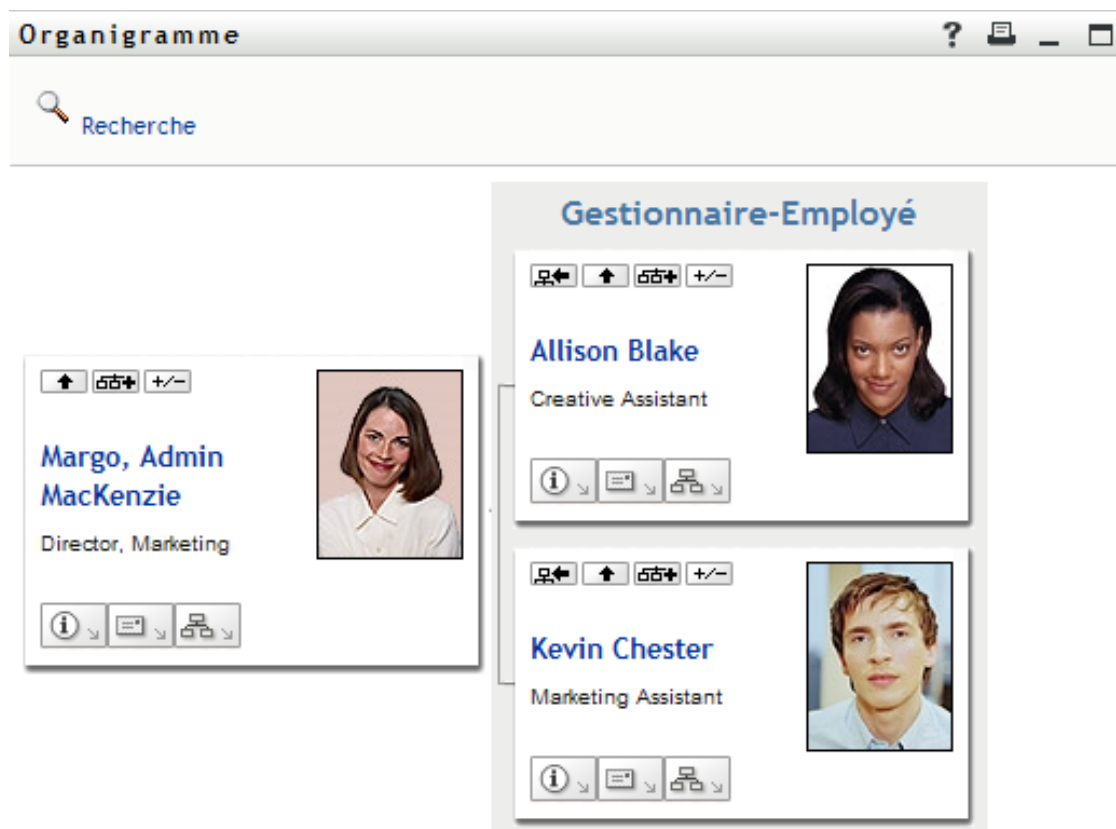 Organigramme
Recherche
Gestionnaire-Employé
+/-
Allison Blake
Creative Assistant
+/-
Margo, Admin
MacKenzie
Director, Marketing
+/-
Kevin Chester
Marketing Assistant